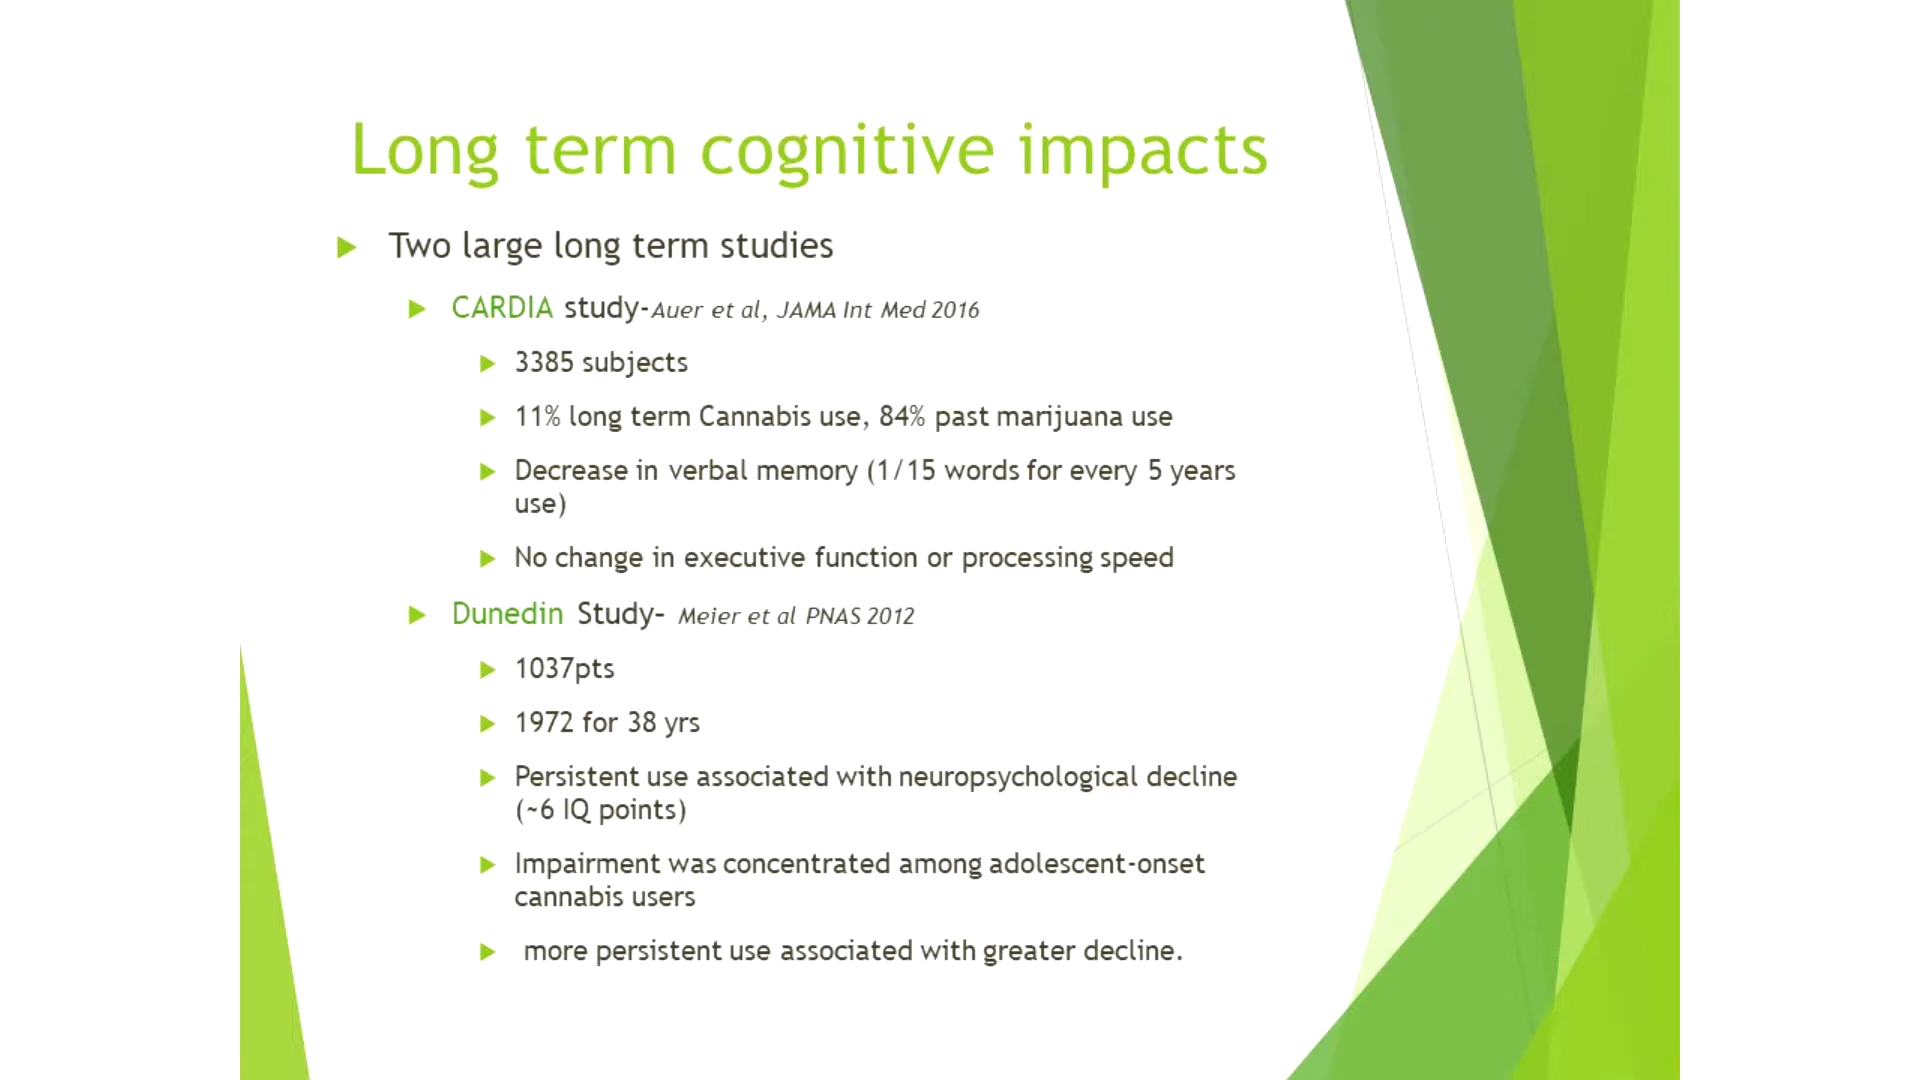 Long term cognitive impacts
Two large long term studies
CARDIA study-Auer et al, JAMA Int Med 2016
3385 subjects
11% long term Cannabis use, 84% past marijuana use
Decrease in verbal memory (1/15 words for every 5 years
use)
No change in executive function or processing speed
Dunedin Study- Meier et al PNAS 2012
1037pts
1972 for 38 yrs
Persistent use associated with neuropsychological decline
(~6 IQ points)
Impairment was concentrated among adolescent-onset
cannabis users
more persistent use associated with greater decline.